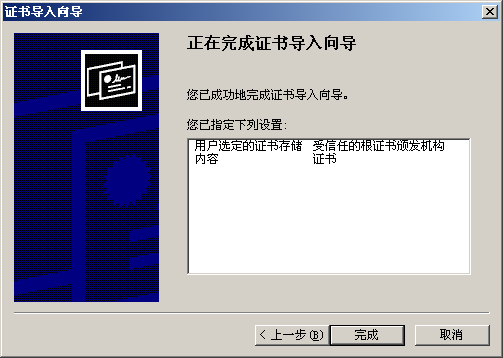 证书导入向导
正在完成证书导入向导
您已成功地完成证书导入向导。
您已指定下列设置:
用户选定的证书存储 受信任的根证书颁发机构
内容 证书
< 上一步(B) 完成 取消